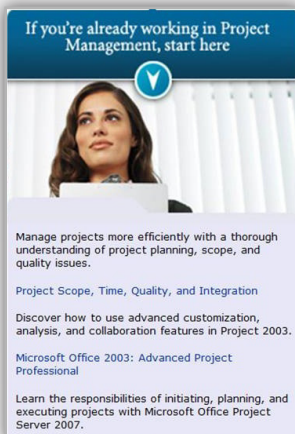 If you're already working in Project
Management, start here
Manage projects more efficiently with a thorough
understanding of project planning, scope, and
quality issues.
Project Scope, Time, Quality, and Integration
Discover how to use advanced customization,
analysis, and collaboration features in Project 2003.
Microsoft Office 2003: Advanced Project
Professional
Learn the responsibilities of initiating, planning, and
executing projects with Microsoft Office Project
Server 2007.